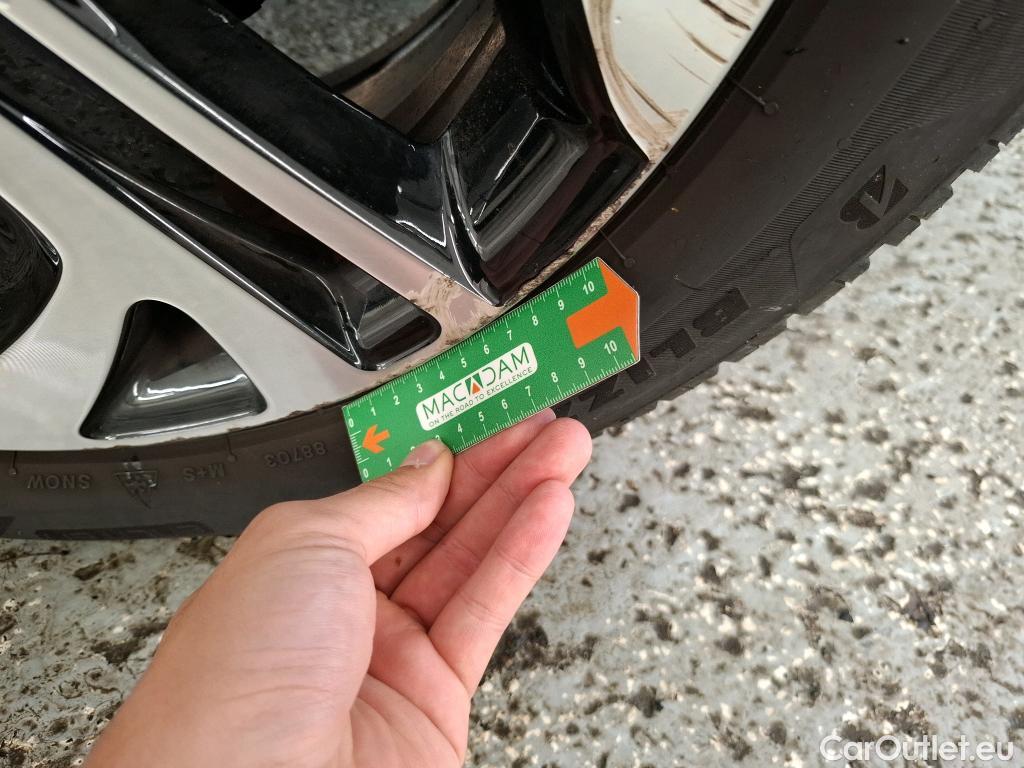 0 1 2 3 4 5 6 7 8 9 10
MACADAM
ON THE ROAD TO EXCELLENCE
0 1 2 3 4 5 6 7 8 9 10
88703
M+S
SNOW
CarOutlet.eu